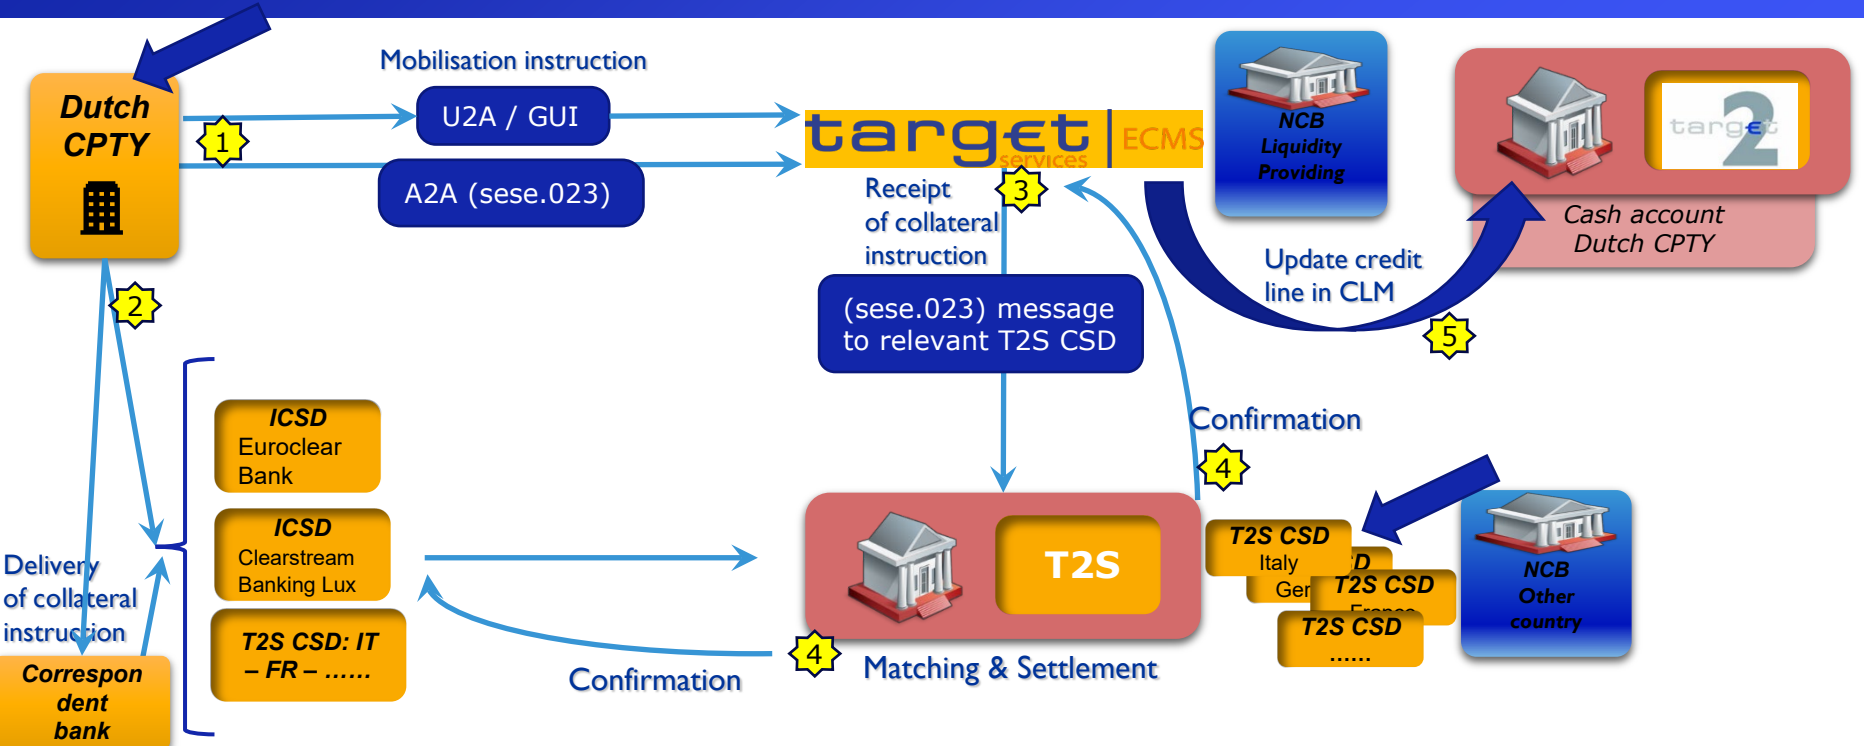 Dutch
CPTY
1
Mobilisation instruction
U2A / GUI
A2A (sese.023)
target
services
ECMS
NCB
Liquidity
Providing
target
2
Cash account
Dutch CPTY
3
Receipt
of collateral
instruction
Update credit
line in CLM
5
2
(sese.023) message
to relevant T2S CSD
Confirmation
4
ICSD
Euroclear
Bank
ICSD
Clearstream
Banking Lux
T2S CSD: IT
– FR – ......
Delivery
of collateral
instruction
Correspon
dent
bank
T2S
4
Confirmation
Matching & Settlement
T2S CSD
Italy
T2S CSD
France
T2S CSD
......
NCB
Other
country